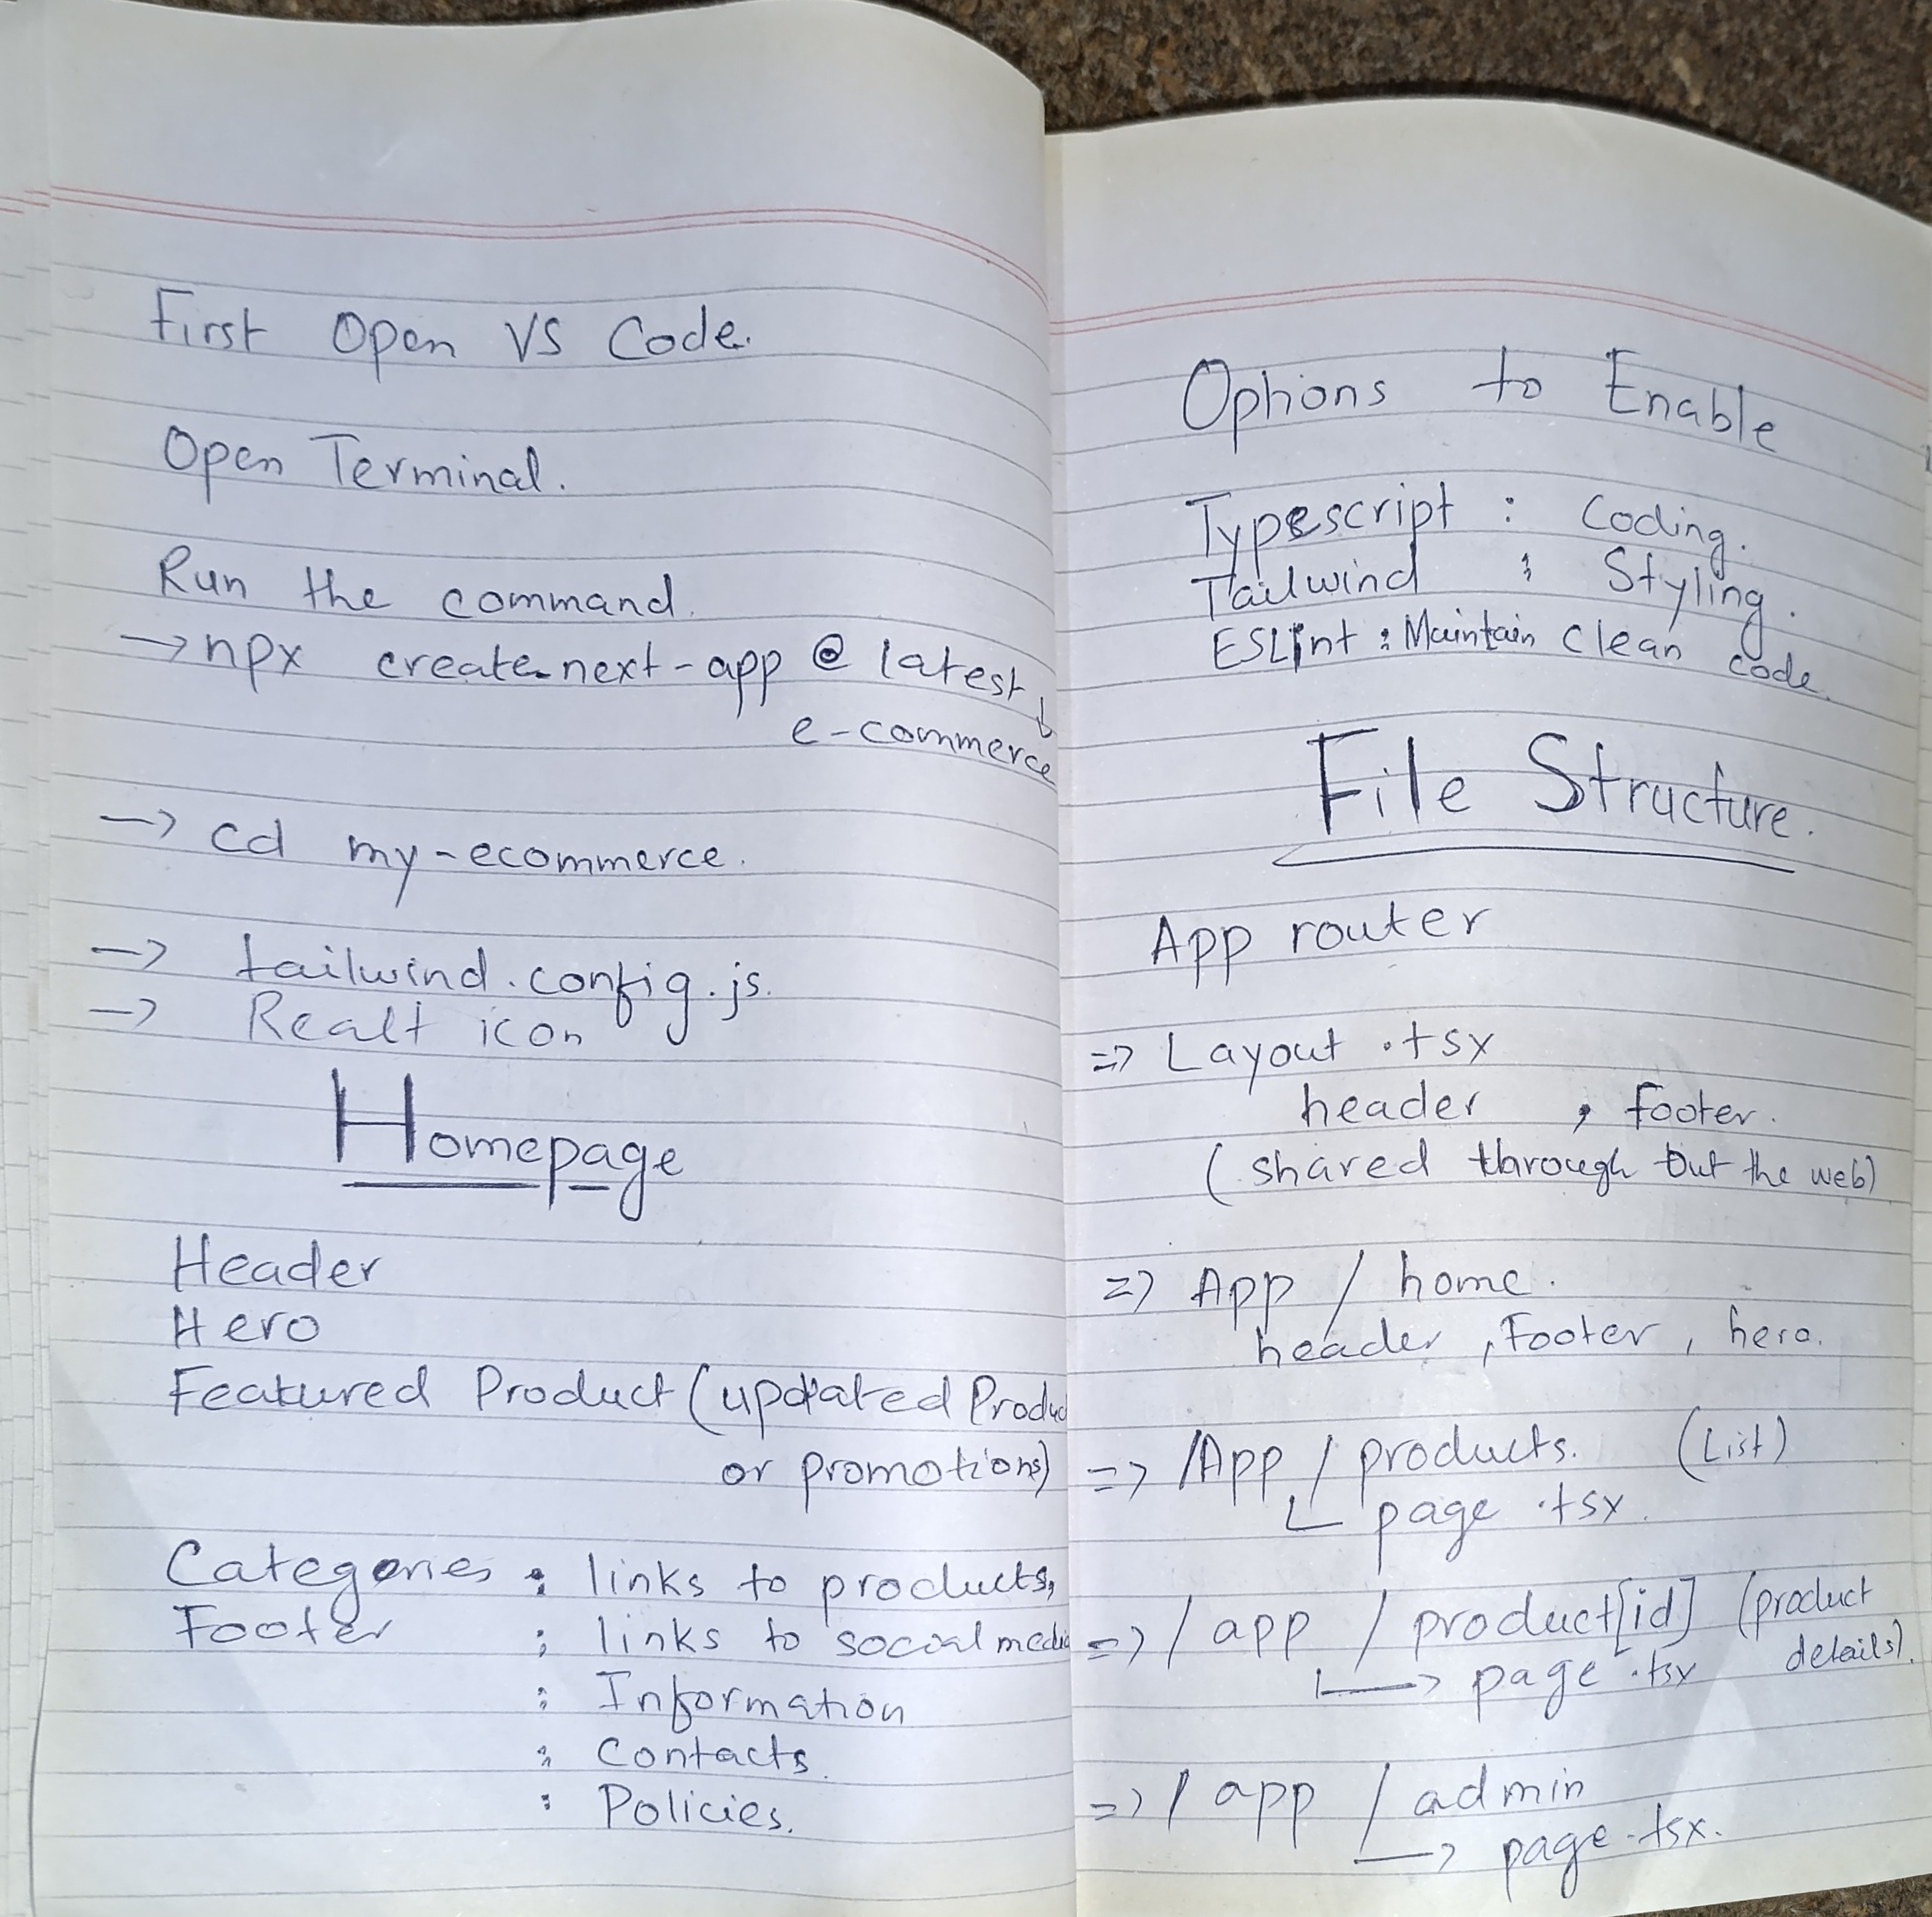 First Open VS Code.
Open Terminal.
Run the command.
→ npx create-next-app @ latest ↓
e-commerce
→ cd my-ecommerce.
→ tailwind.config.js.
→ Realt icon
Homepage
Header
Hero
Featured Product (updated Produc
or promotions)
Categories : links to products,
Footer : links to social media
: Information
: Contacts.
: Policies.
Options to Enable
Typescript : Coding.
Tailwind : Styling.
ESLint : Maintain clean code.
File Structure.
App router
=> Layout .tsx
header , footer.
(shared through out the web)
=> App / home.
header , Footer , hero.
=> /App / products. (List)
page .tsx.
=> / app / product[id] (product
details).
→ page .tsx
=> / app / admin
→ page .tsx.